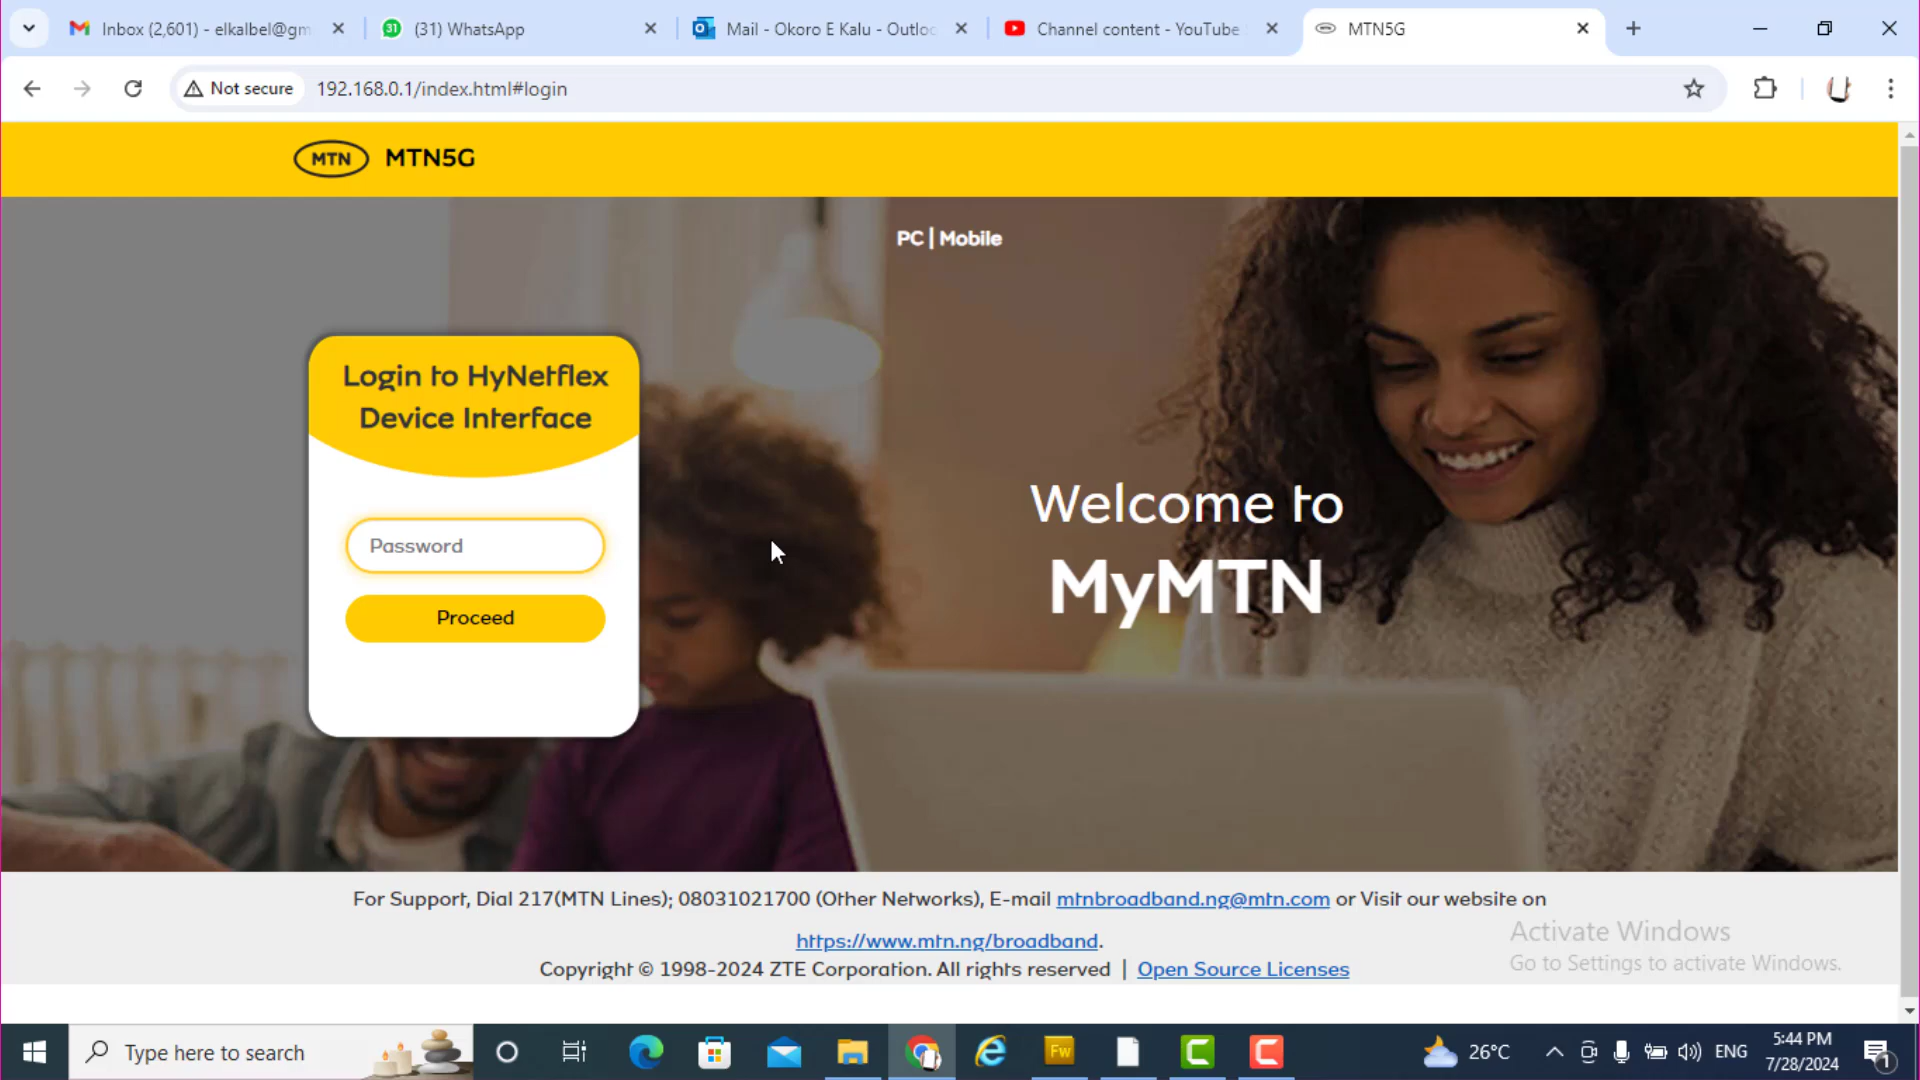 Inbox (2,601) - elkalbel@gm
(31) WhatsApp
Mail - Okoro E Kalu - Outloc
Channel content - YouTube
MTN5G
Not secure
192.168.0.1/index.html#login
MTN MTN5G
PC | Mobile
Login to HyNetflex
Device Interface
Password
Proceed
Welcome to
MyMTN
For Support, Dial 217(MTN Lines); 08031021700 (Other Networks), E-mail mtnbroadband.ng@mtn.com or Visit our website on
https://www.mtn.ng/broadband.
Copyright © 1998-2024 ZTE Corporation. All rights reserved | Open Source Licenses
Activate Windows
Go to Settings to activate Windows.
Type here to search
Fw
26°C
ENG
5:44 PM
7/28/2024
1